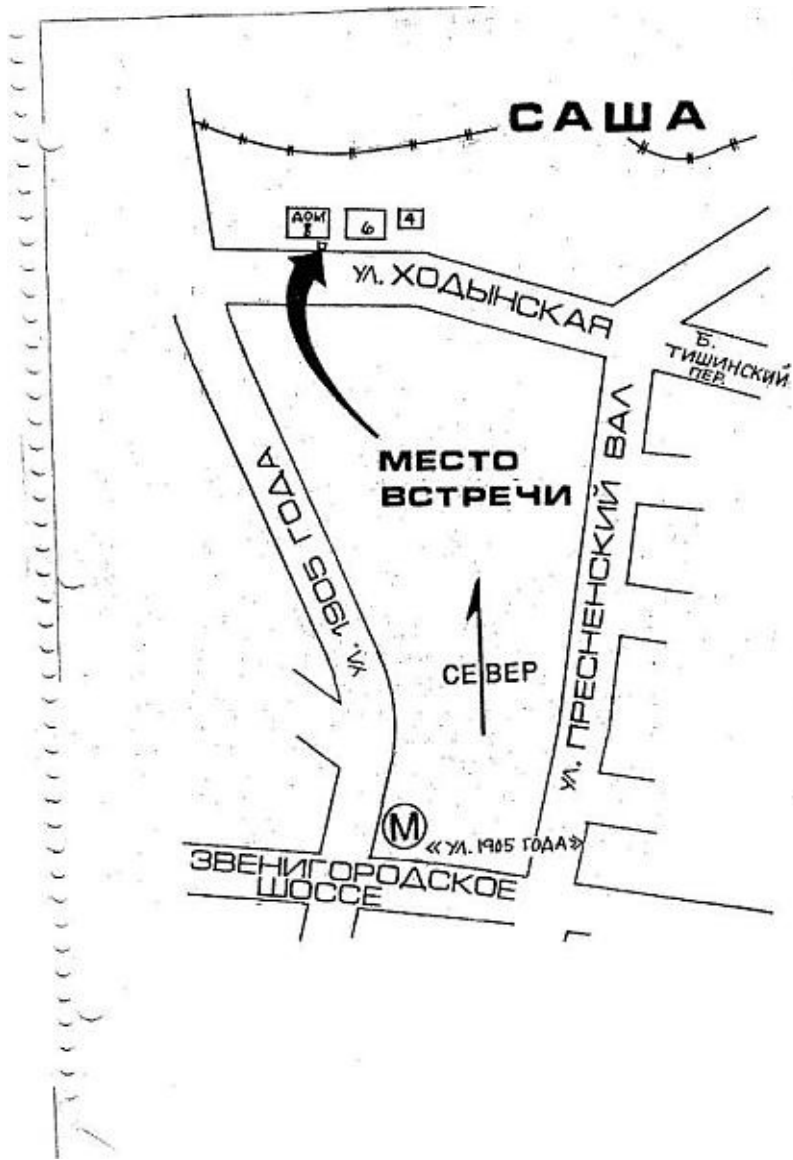 САША
ДОМ
8
6
4
УЛ. ХОДЫНСКАЯ
Б.
ТИШИНСКИЙ
ПЕР.
МЕСТО
ВСТРЕЧИ
УЛ. 1905 ГОДА
УЛ. ПРЕСНЕНСКИЙ ВАЛ
СЕВЕР
М
«УЛ. 1905 ГОДА»
ЗВЕНИГОРОДСКОЕ
ШОССЕ